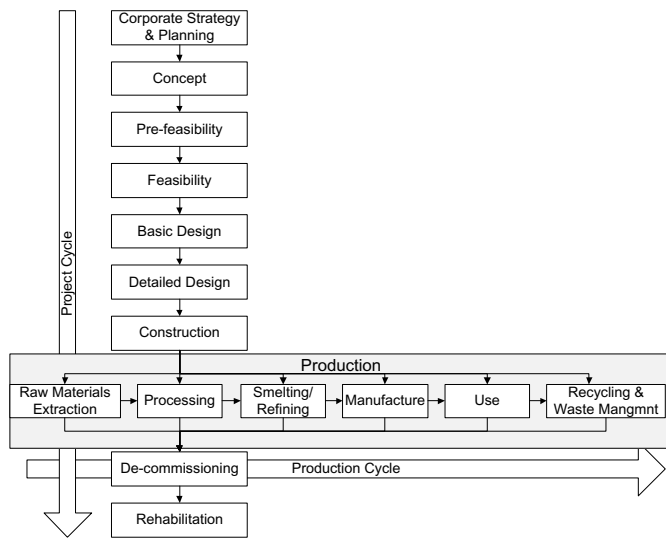 Corporate Strategy
& Planning
Concept
Pre-feasibility
Feasibility
Basic Design
Detailed Design
Construction
Project Cycle
Production
Raw Materials
Extraction
Processing
Smelting/
Refining
Manufacture
Use
Recycling &
Waste Mangmnt
De-commissioning
Production Cycle
Rehabilitation